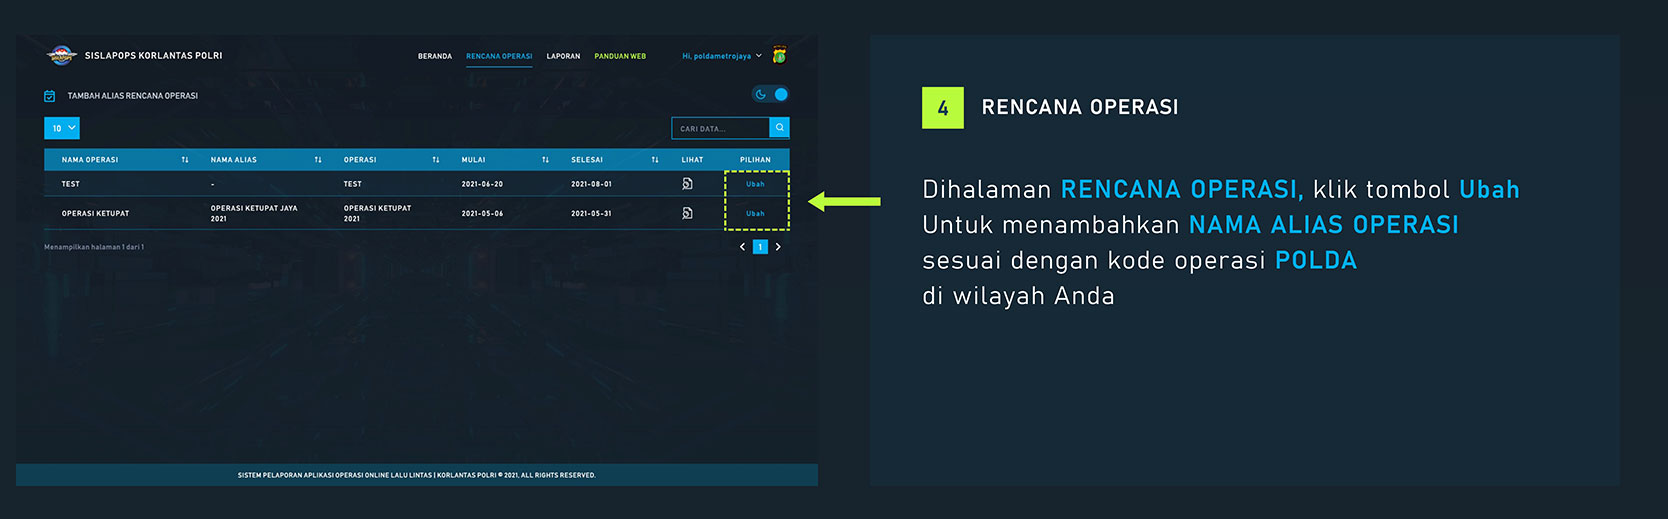 SISLAPOPS KORLANTAS POLRI
BERANDA RENCANA OPERASI LAPORAN PANDUAN WEB Hi, poldametrojaya
TAMBAH ALIAS RENCANA OPERASI
10
CARI DATA...
NAMA OPERASI NAMA ALIAS OPERASI MULAI SELESAI LIHAT PILIHAN
TEST - TEST 2021-06-20 2021-08-01 Ubah
OPERASI KETUPAT OPERASI KETUPAT JAYA 2021 OPERASI KETUPAT 2021 2021-05-06 2021-05-31 Ubah
Menampilkan halaman 1 dari 1
1
SISTEM PELAPORAN APLIKASI OPERASI ONLINE LALU LINTAS | KORLANTAS POLRI © 2021. ALL RIGHTS RESERVED.
4 RENCANA OPERASI
Dihalaman RENCANA OPERASI, klik tombol Ubah
Untuk menambahkan NAMA ALIAS OPERASI
sesuai dengan kode operasi POLDA
di wilayah Anda